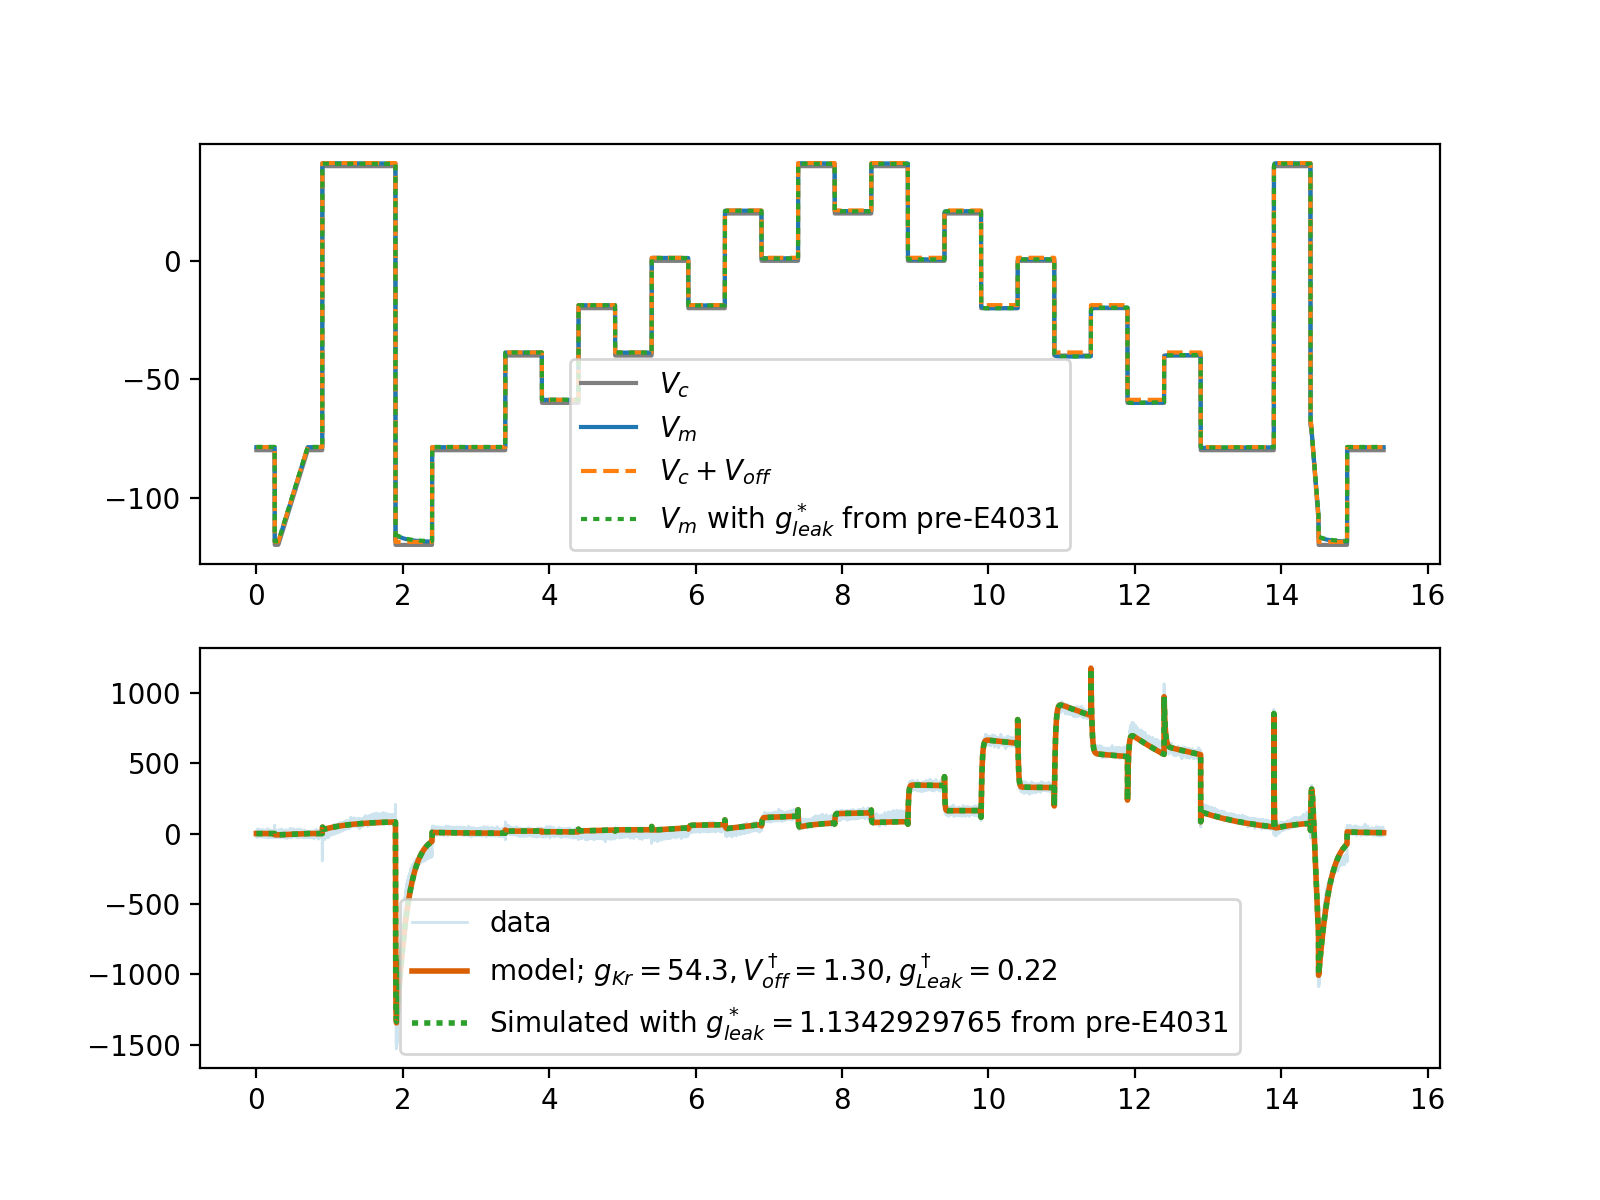 0
−50
−100
V_c
V_m
V_c + V_off
V_m with g*_leak from pre-E4031
0 2 4 6 8 10 12 14 16
1000
500
0
−500
−1000
−1500
data
model; g_Kr = 54.3, V†_off = 1.30, g†_Leak = 0.22
Simulated with g*_leak = 1.1342929765 from pre-E4031
0 2 4 6 8 10 12 14 16